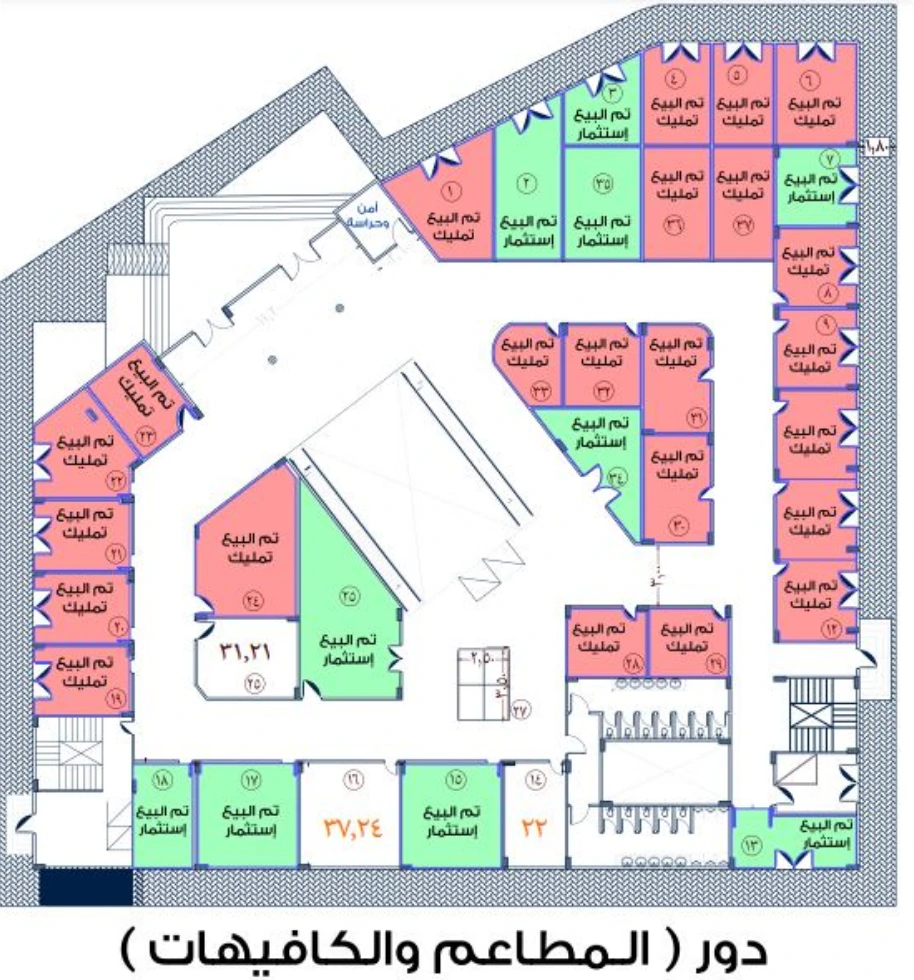 ٤
تم البيع
تمليك
٥
تم البيع
تمليك
٦
تم البيع
تمليك
٣
تم البيع
إستثمار
١,٨٠
٧
تم البيع
إستثمار
١
تم البيع
تمليك
٢
تم البيع
إستثمار
٣٥
تم البيع
إستثمار
تم البيع
تمليك
٣٦
تم البيع
تمليك
٣٧
أمن
وحراسة
تم البيع
تمليك
٨
٩
تم البيع
تمليك
تم البيع
تمليك
٣٣
تم البيع
تمليك
٣٢
تم البيع
تمليك
٣١
تم البيع
تمليك
٢٣
تم البيع
إستثمار
٣٤
تم البيع
تمليك
٣٠
تم البيع
تمليك
تم البيع
تمليك
٢٢
تم البيع
تمليك
تم البيع
تمليك
٢١
تم البيع
تمليك
٢٤
٢٥
تم البيع
إستثمار
تم البيع
تمليك
٢٠
تم البيع
تمليك
١٢
تم البيع
تمليك
٢٨
تم البيع
تمليك
٢٩
٣١,٢١
٢٥
تم البيع
تمليك
١٩
٢,٥٠
٢٧
١٨
تم البيع
إستثمار
١٧
تم البيع
إستثمار
١٦
٣٧,٢٤
١٥
تم البيع
إستثمار
١٤
٢٢
١٣
تم البيع
إستثمار
دور ( المطاعم والكافيهات )